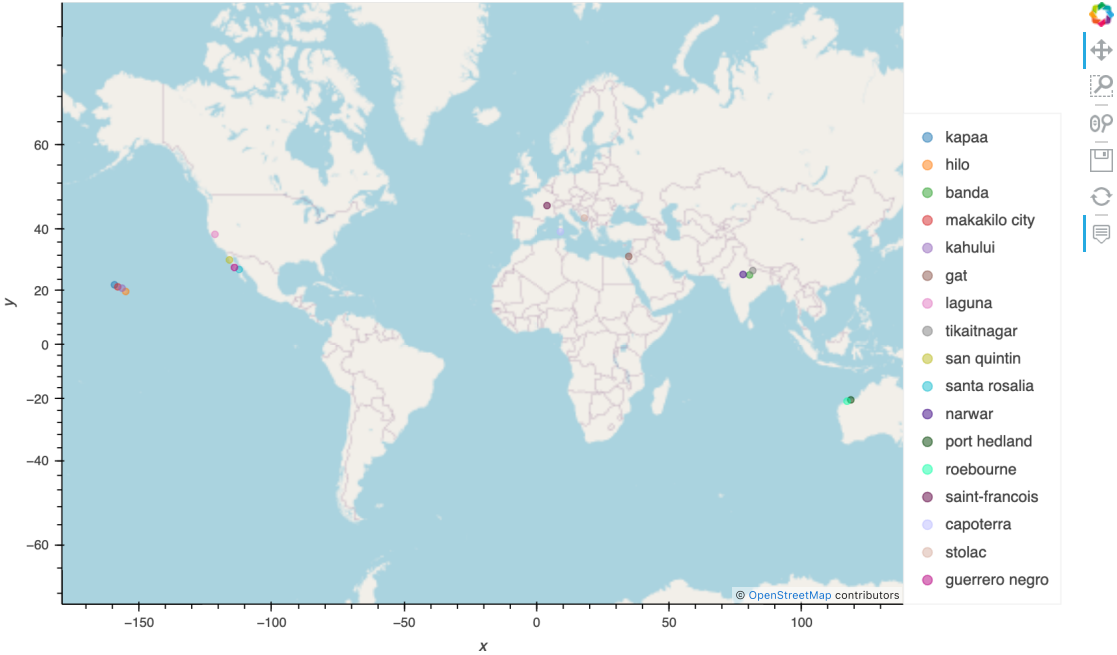 60
40
20
0
−20
−40
−60
y
−150
−100
−50
0
50
100
x
© OpenStreetMap contributors
kapaa
hilo
banda
makakilo city
kahului
gat
laguna
tikaitnagar
san quintin
santa rosalia
narwar
port hedland
roebourne
saint-francois
capoterra
stolac
guerrero negro